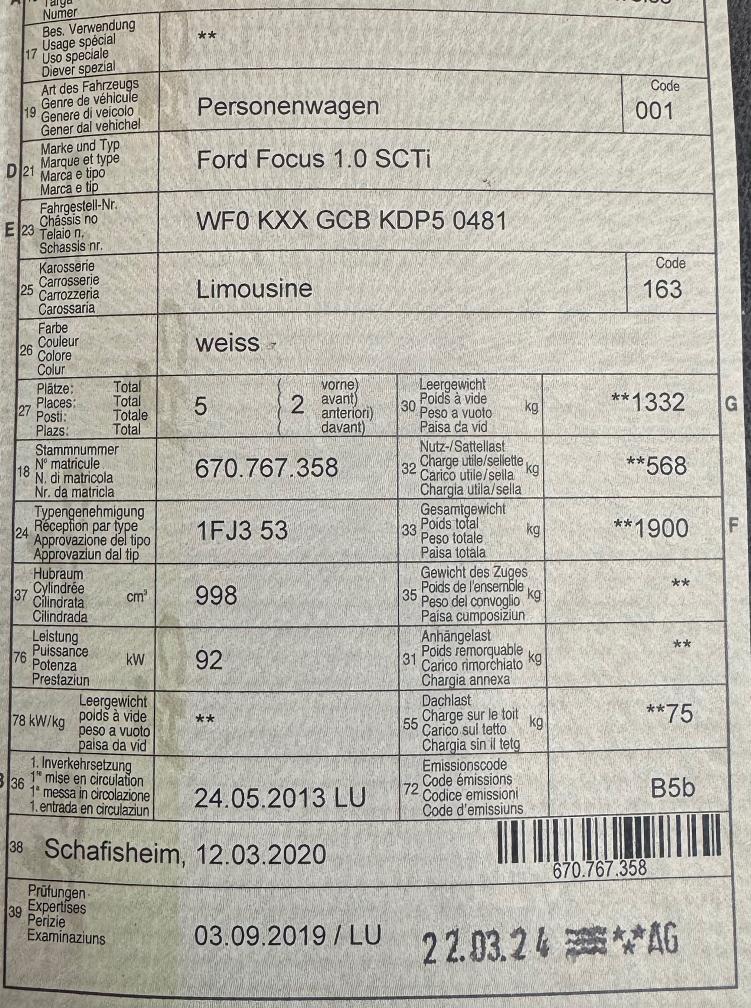 Numer
17 Bes. Verwendung
Usage spécial
Uso speciale
Diever spezial
**
19 Art des Fahrzeugs
Genre de véhicule
Genere di veicolo
Gener dal vehichel
Personenwagen
Code
001
D 21 Marke und Typ
Marque et type
Marca e tipo
Marca e tip
Ford Focus 1.0 SCTi
E 23 Fahrgestell-Nr.
Châssis no
Telaio n.
Schassis nr.
WF0 KXX GCB KDP5 0481
25 Karosserie
Carrosserie
Carrozzeria
Carossaria
Limousine
Code
163
26 Farbe
Couleur
Colore
Colur
weiss
27 Plätze: Total
Places: Total
Posti: Totale
Plazs: Total
5 ( 2 vorne)
avant)
anteriori)
davant)
30 Leergewicht
Poids à vide
Peso a vuoto
Paisa da vid
kg
**1332 G
18 Stammnummer
N° matricule
N. di matricola
Nr. da matricla
670.767.358
32 Nutz-/Sattellast
Charge utile/sellette
Carico utile/sella
Chargia utila/sella
kg
**568
24 Typengenehmigung
Réception par type
Approvazione del tipo
Approvaziun dal tip
1FJ3 53
33 Gesamtgewicht
Poids total
Peso totale
Paisa totala
kg
**1900 F
37 Hubraum
Cylindrée
Cilindrata
Cilindrada
cm³
998
35 Gewicht des Zuges
Poids de l'ensemble
Peso del convoglio
Paisa cumposiziun
kg
**
76 Leistung
Puissance
Potenza
Prestaziun
kW
92
31 Anhängelast
Poids remorquable
Carico rimorchiato
Chargia annexa
kg
**
78 kW/kg Leergewicht
poids à vide
peso a vuoto
paisa da vid
**
55 Dachlast
Charge sur le toit
Carico sul tetto
Chargia sin il tetg
kg
**75
36 1. Inverkehrsetzung
1re mise en circulation
1a messa in circolazione
1. entrada en circulaziun
24.05.2013 LU
72 Emissionscode
Code émissions
Codice emissioni
Code d'emissiuns
B5b
38 Schafisheim, 12.03.2020
670.767.358
39 Prüfungen
Expertises
Perizie
Examinaziuns
03.09.2019 / LU
22.03.24 **AG